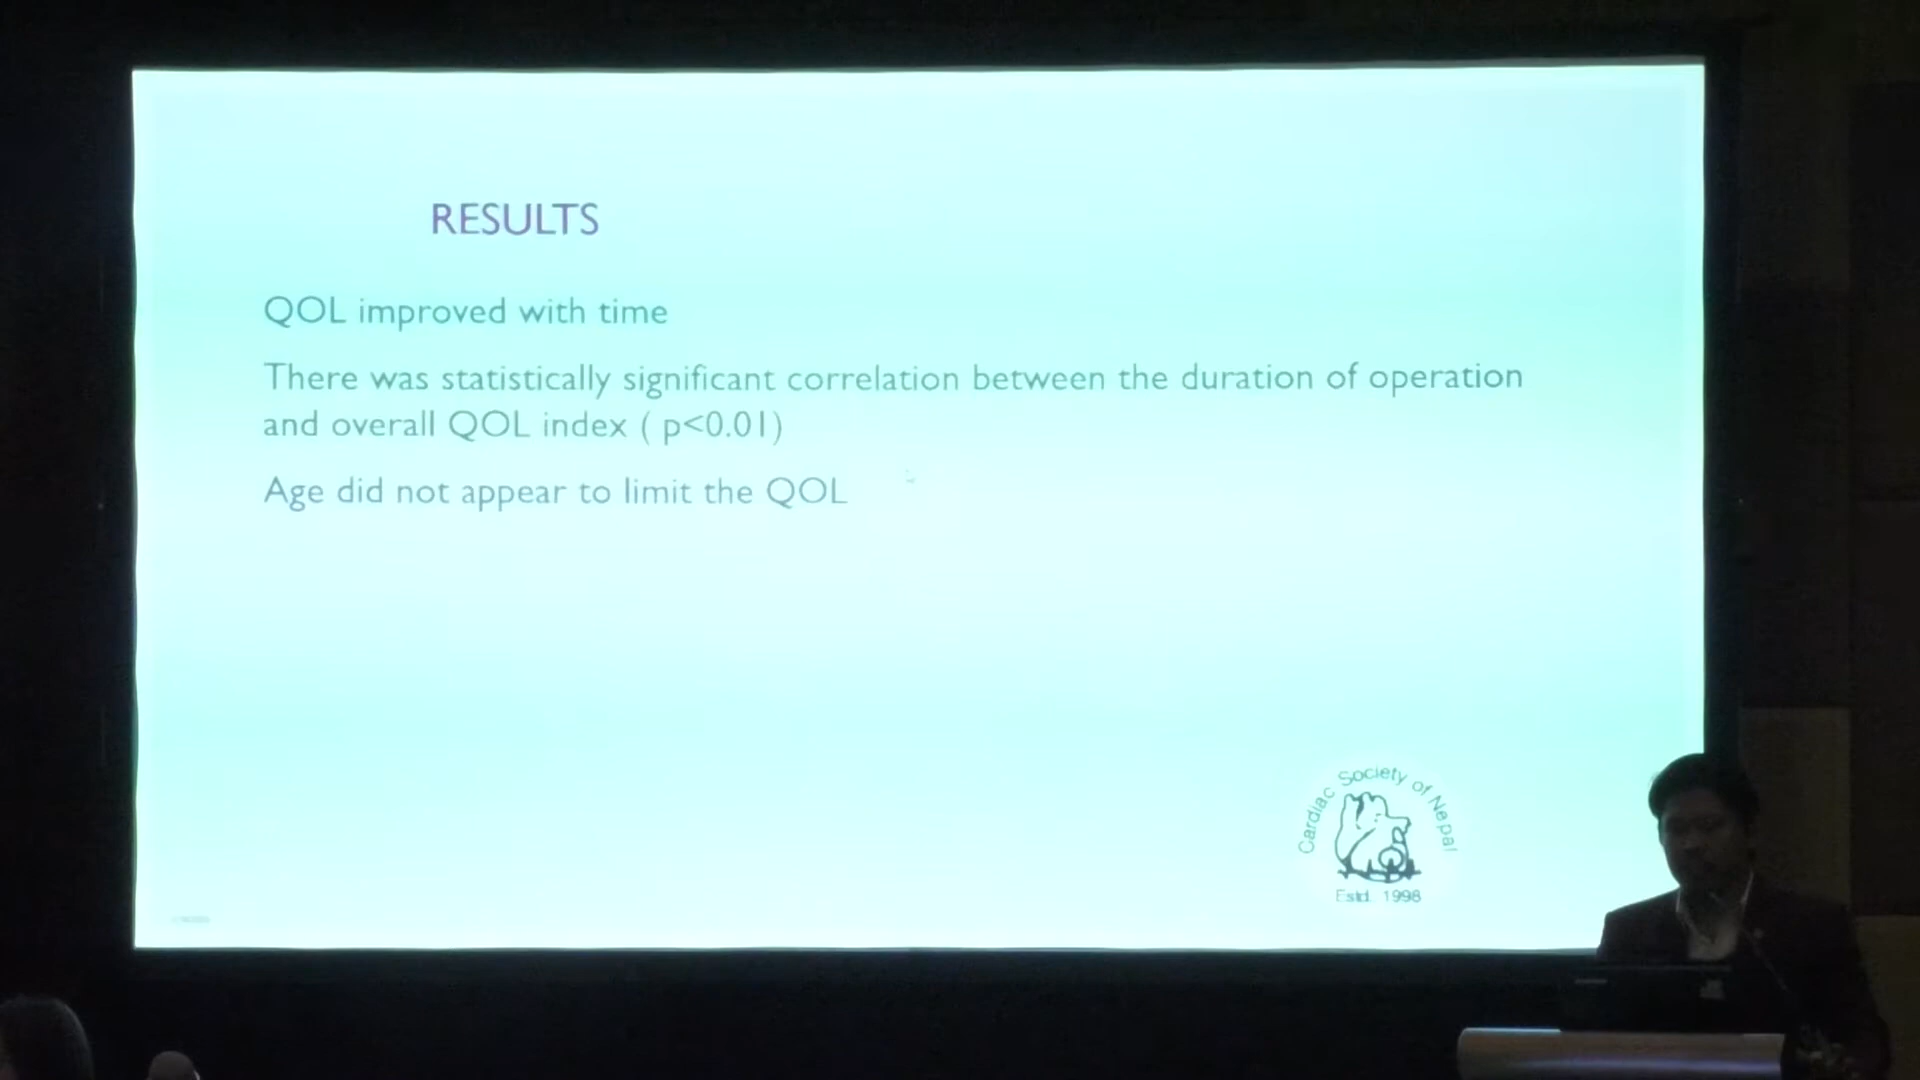 RESULTS
QOL improved with time
There was statistically significant correlation between the duration of operation
and overall QOL index ( p<0.01)
Age did not appear to limit the QOL
Cardiac Society of Nepal
Estd. 1998